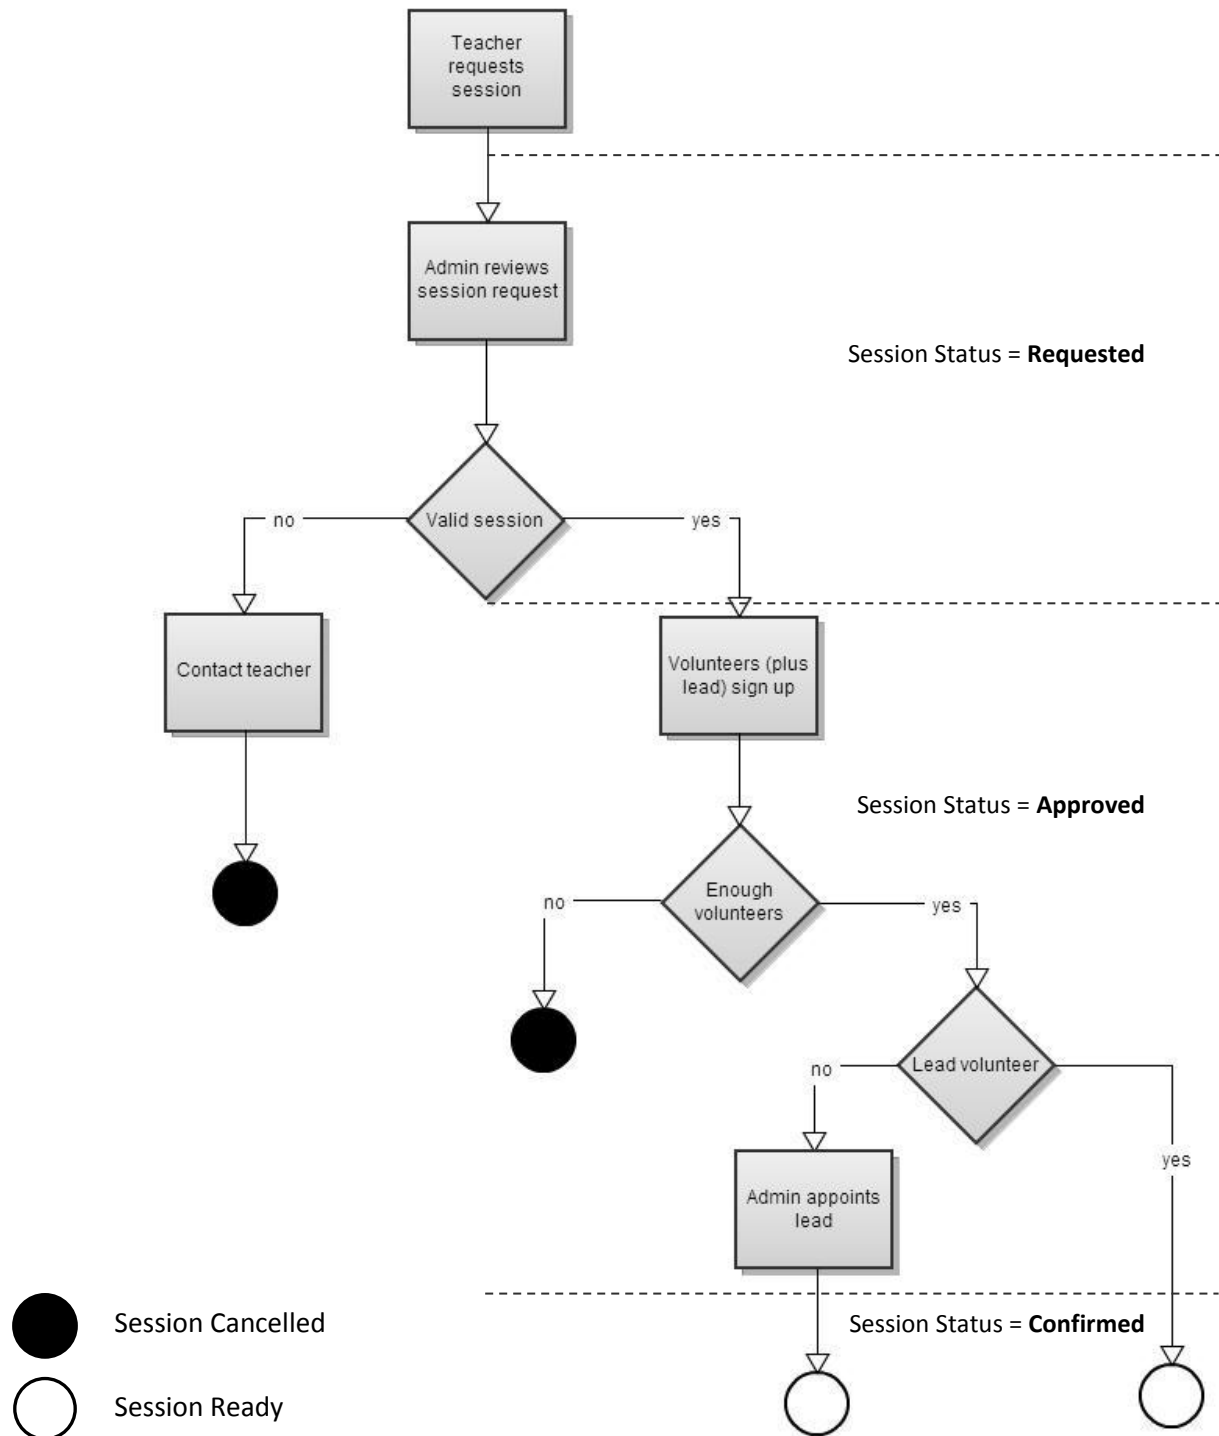 Teacher
requests
session
Admin reviews
session request
Session Status = Requested
no
Valid session
yes
Contact teacher
Volunteers (plus
lead) sign up
Session Status = Approved
no
Enough
volunteers
yes
no
Lead volunteer
yes
Admin appoints
lead
Session Cancelled
Session Status = Confirmed
Session Ready